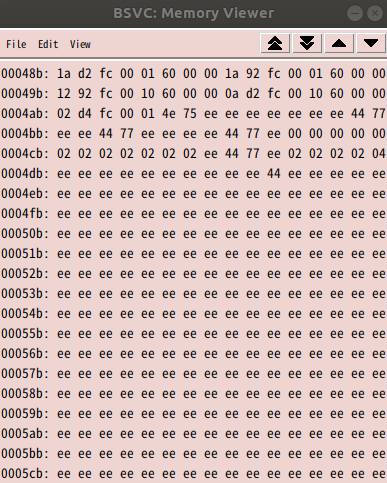 BSVC: Memory Viewer
File Edit View
00048b: 1a d2 fc 00 01 60 00 00 1a 92 fc 00 01 60 00 00
00049b: 12 92 fc 00 10 60 00 00 0a d2 fc 00 10 60 00 00
0004ab: 02 d4 fc 00 01 4e 75 ee ee ee ee ee ee ee 44 77
0004bb: ee ee 44 77 ee ee ee ee 44 77 ee 00 00 00 00 00
0004cb: 02 02 02 02 02 02 02 ee 44 77 ee 02 02 02 02 04
0004db: ee ee ee ee ee ee ee ee ee ee 44 ee ee ee ee ee
0004eb: ee ee ee ee ee ee ee ee ee ee ee ee ee ee ee ee
0004fb: ee ee ee ee ee ee ee ee ee ee ee ee ee ee ee ee
00050b: ee ee ee ee ee ee ee ee ee ee ee ee ee ee ee ee
00051b: ee ee ee ee ee ee ee ee ee ee ee ee ee ee ee ee
00052b: ee ee ee ee ee ee ee ee ee ee ee ee ee ee ee ee
00053b: ee ee ee ee ee ee ee ee ee ee ee ee ee ee ee ee
00054b: ee ee ee ee ee ee ee ee ee ee ee ee ee ee ee ee
00055b: ee ee ee ee ee ee ee ee ee ee ee ee ee ee ee ee
00056b: ee ee ee ee ee ee ee ee ee ee ee ee ee ee ee ee
00057b: ee ee ee ee ee ee ee ee ee ee ee ee ee ee ee ee
00058b: ee ee ee ee ee ee ee ee ee ee ee ee ee ee ee ee
00059b: ee ee ee ee ee ee ee ee ee ee ee ee ee ee ee ee
0005ab: ee ee ee ee ee ee ee ee ee ee ee ee ee ee ee ee
0005bb: ee ee ee ee ee ee ee ee ee ee ee ee ee ee ee ee
0005cb: ee ee ee ee ee ee ee ee ee ee ee ee ee ee ee ee